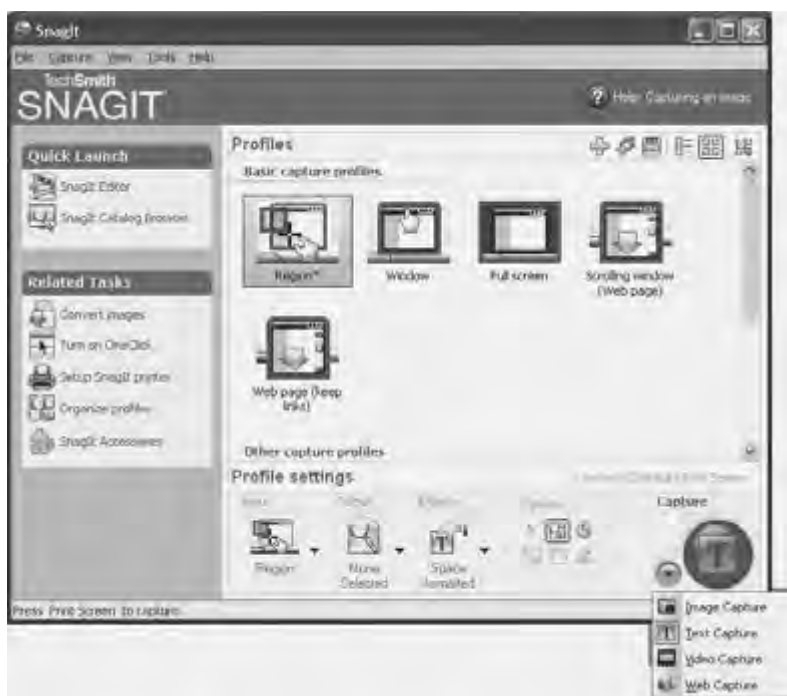 SnagIt
File Capture View Tools Help
TechSmith
SNAGIT
Help: Capturing an image
Quick Launch
SnagIt Editor
SnagIt Catalog Browser
Related Tasks
Convert images
Turn on OneClick
Setup SnagIt printer
Organize profiles
SnagIt Accessories
Profiles
Basic capture profiles
Region*
Window
Full screen
Scrolling window
(Web page)
Web page (keep
links)
Other capture profiles
Profile settings
Capture
Region
None
Selected
Space
Formatted
Press Print Screen to capture
Image Capture
Text Capture
Video Capture
Web Capture